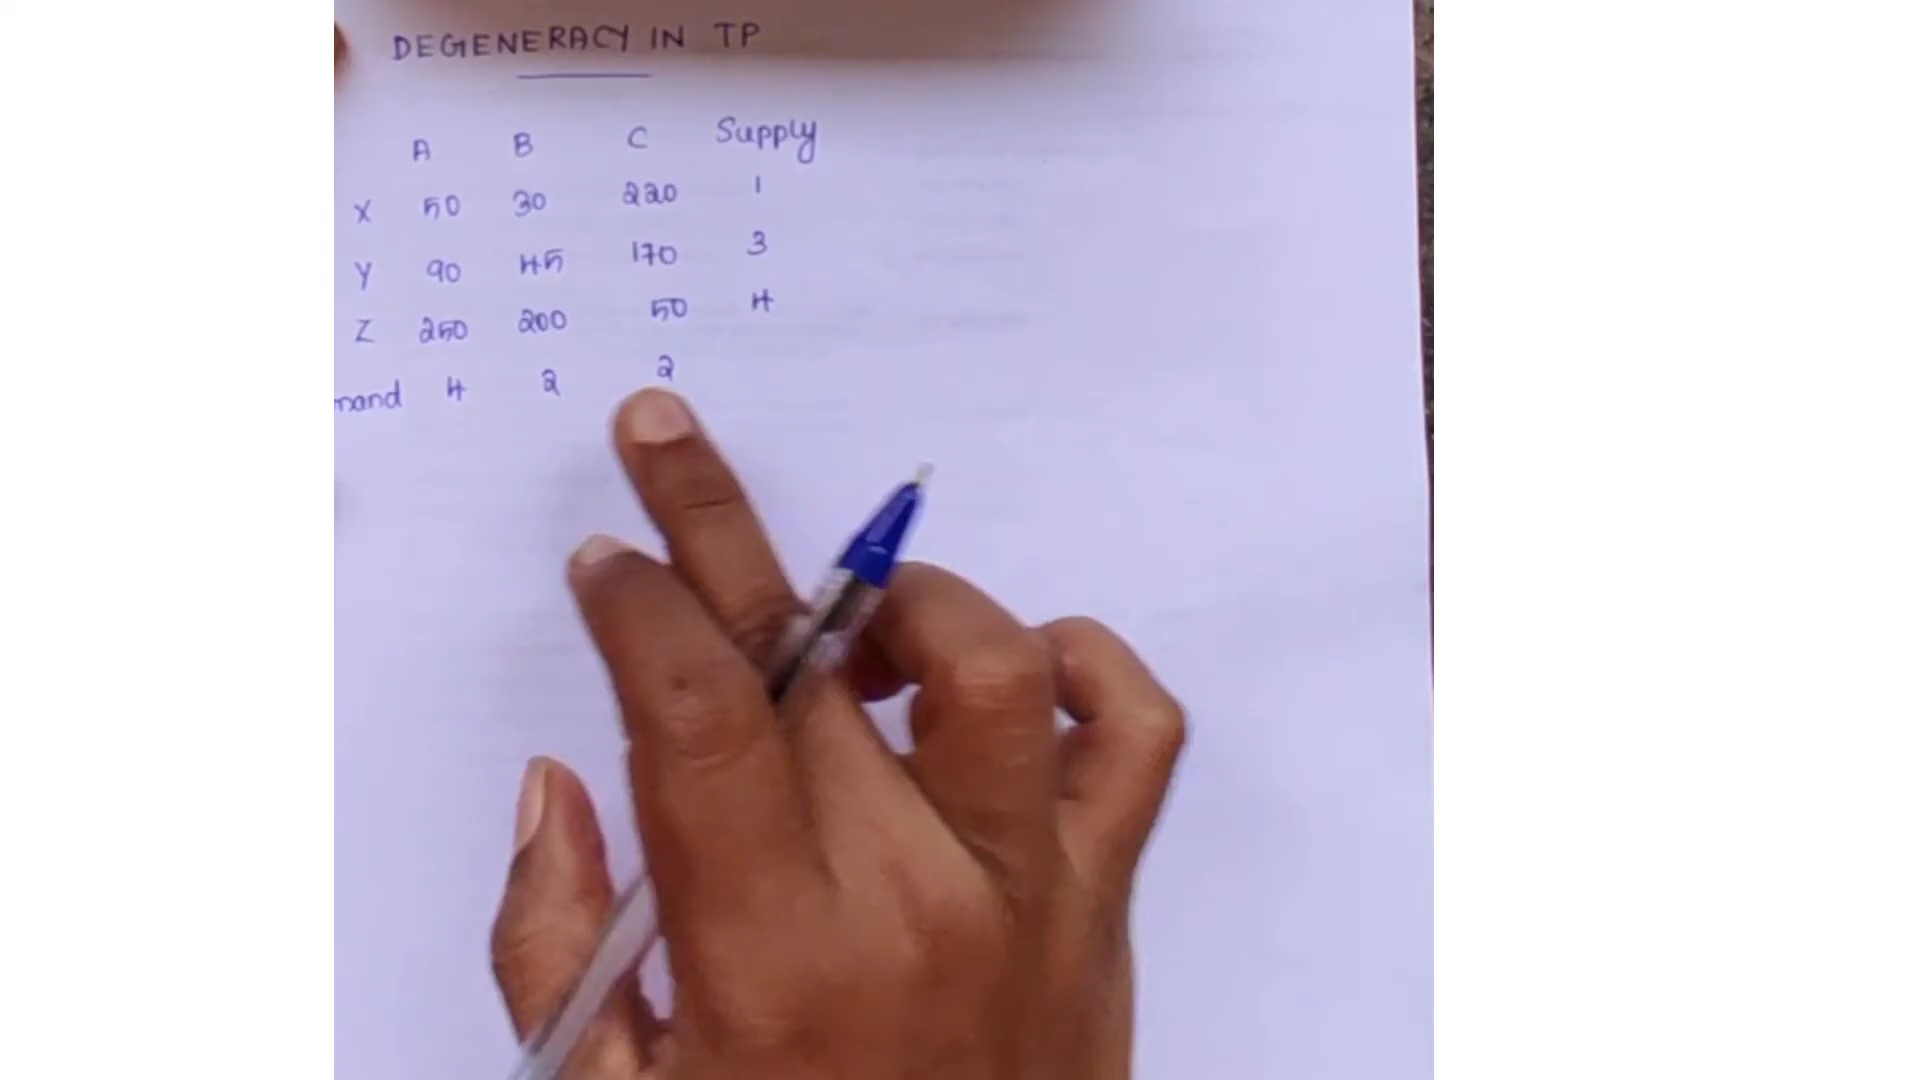 DEGENERACY IN TP
A B C Supply
X 50 30 220 1
Y 90 45 170 3
Z 250 200 50 4
mand 4 2 2